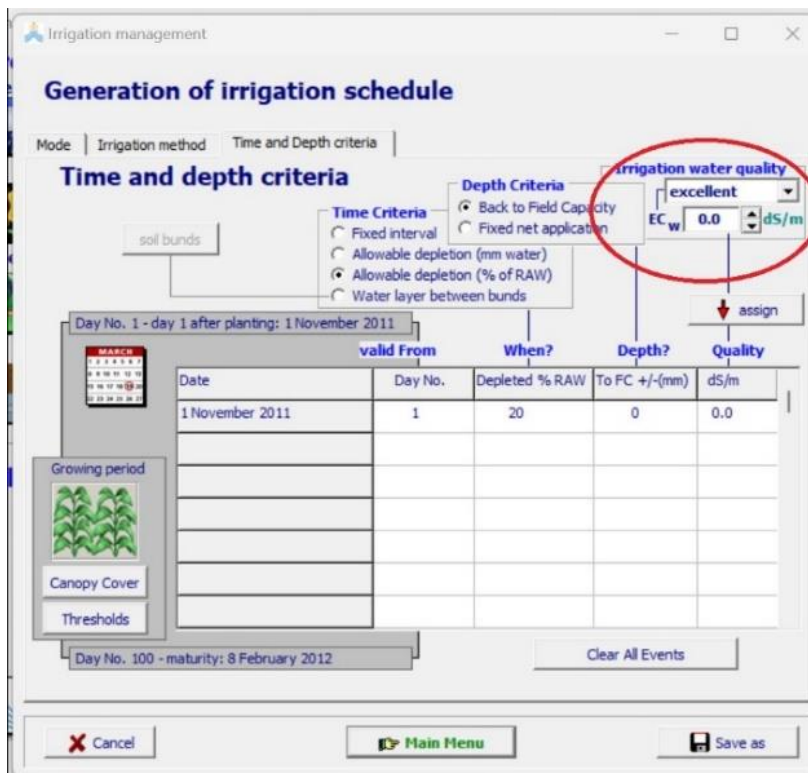 Irrigation management
Generation of irrigation schedule
Mode
Irrigation method
Time and Depth criteria
Time and depth criteria
Irrigation water quality
excellent
EC w 0.0 dS/m
Depth Criteria
Back to Field Capacity
Fixed net application
Time Criteria
Fixed interval
Allowable depletion (mm water)
Allowable depletion (% of RAW)
Water layer between bunds
soil bunds
assign
Day No. 1 - day 1 after planting: 1 November 2011
valid From When? Depth? Quality
MARCH
Date Day No. Depleted % RAW To FC +/-(mm) dS/m
1 November 2011 1 20 0 0.0
Growing period
Canopy Cover
Thresholds
Day No. 100 - maturity: 8 February 2012
Clear All Events
Cancel
Main Menu
Save as